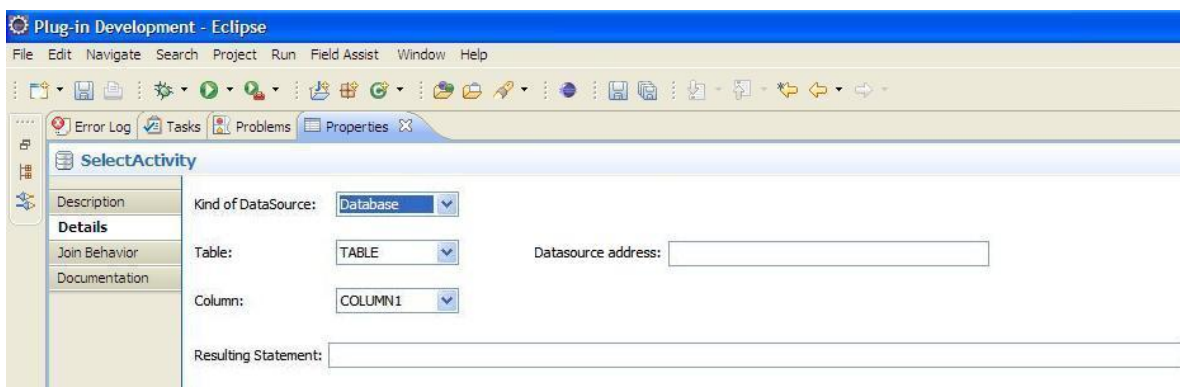 Plug-in Development - Eclipse
File Edit Navigate Search Project Run Field Assist Window Help
Error Log Tasks Problems Properties
SelectActivity
Description
Details
Join Behavior
Documentation
Kind of DataSource: Database
Table: TABLE Datasource address:
Column: COLUMN1
Resulting Statement: